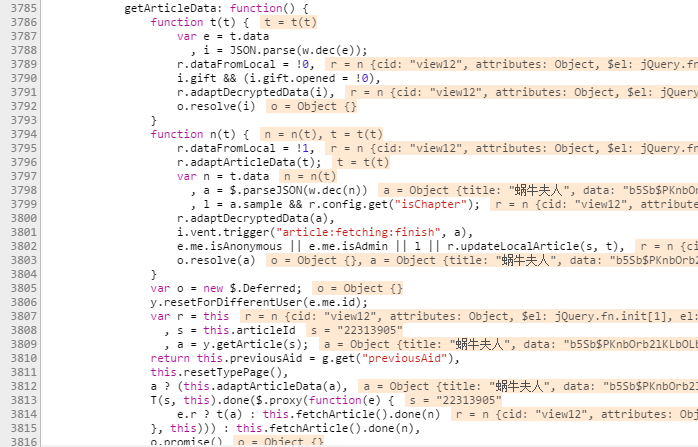 3785 getArticleData: function() {
3786 function t(t) { t = t(t)
3787 var e = t.data
3788 , i = JSON.parse(w.dec(e));
3789 r.dataFromLocal = !0, r = n {cid: "view12", attributes: Object, $el: jQuery.fn
3790 i.gift && (i.gift.opened = !0),
3791 r.adaptDecryptedData(i), r = n {cid: "view12", attributes: Object, $e
3792 o.resolve(i) o = Object {}
3793 }
3794 function n(t) { n = n(t), t = t(t)
3795 r.dataFromLocal = !1, r = n {cid: "view12", attributes: Object, $el: jQuery.fn
3796 r.adaptArticleData(t); t = t(t)
3797 var n = t.data n = n(t)
3798 , a = $.parseJSON(w.dec(n)) a = Object {title: "蜗牛夫人", data: "b5Sb$PKnbO
3799 , l = a.sample && r.config.get("isChapter"); r = n {cid: "view12", attribute
3800 r.adaptDecryptedData(a),
3801 i.vent.trigger("article:fetching:finish", a),
3802 e.me.isAnonymous || e.me.isAdmin || l || r.updateLocalArticle(s, t), r = n {ci
3803 o.resolve(a) o = Object {}, a = Object {title: "蜗牛夫人", data: "b5Sb$PKnbOrb2
3804 }
3805 var o = new $.Deferred; o = Object {}
3806 y.resetForDifferentUser(e.me.id);
3807 var r = this r = n {cid: "view12", attributes: Object, $el: jQuery.fn.init[1], el:
3808 , s = this.articleId s = "22313905"
3809 , a = y.getArticle(s); a = Object {title: "蜗牛夫人", data: "b5Sb$PKnbOrb2lKLbOLb
3810 return this.previousAid = g.get("previousAid"),
3811 this.resetTypePage(),
3812 a ? (this.adaptArticleData(a), a = Object {title: "蜗牛夫人", data: "b5Sb$PKnbOrb2l
3813 T(s, this).done($.proxy(function(e) { s = "22313905"
3814 e.r ? t(a) : this.fetchArticle().done(n) r = n {cid: "view12", attributes: Obj
3815 }, this))) : this.fetchArticle().done(n),
3816 o.promise() o = Object {}